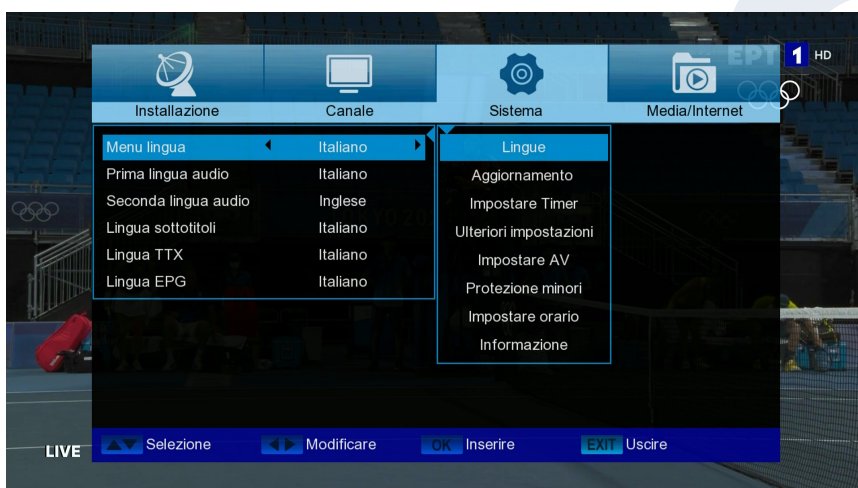 ΕΡΤ 1 HD
Installazione Canale Sistema Media/Internet
Menu lingua Italiano Lingue
Prima lingua audio Italiano Aggiornamento
Seconda lingua audio Inglese Impostare Timer
Lingua sottotitoli Italiano Ulteriori impostazioni
Lingua TTX Italiano Impostare AV
Lingua EPG Italiano Protezione minori
Impostare orario
Informazione
LIVE Selezione Modificare OK Inserire EXIT Uscire